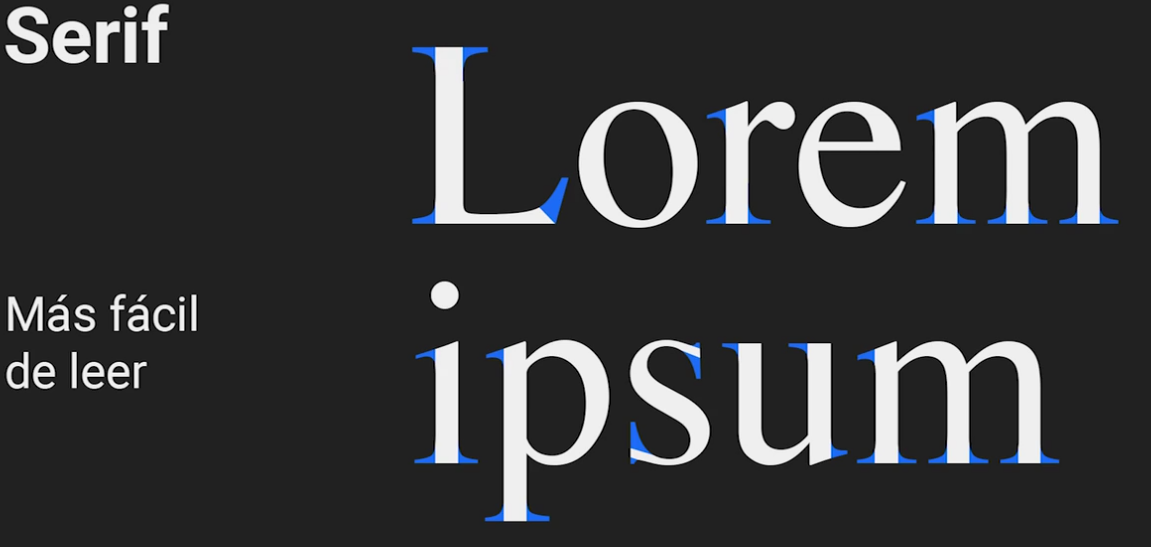 Serif
Lorem
ipsum
Más fácil
de leer